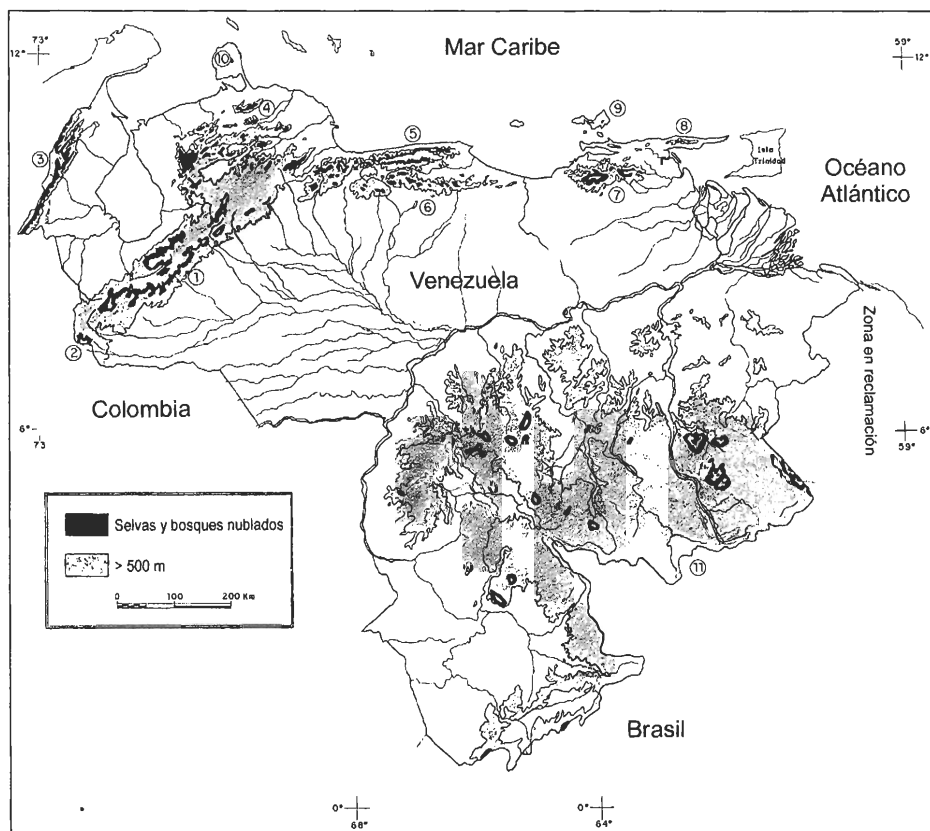 73°
12°
Mar Caribe
59°
12°
⑩
④
③
⑤
⑨
⑧
Isla
Trinidad
Océano
Atlántico
⑥
⑦
Venezuela
①
②
Zona en reclamación
Colombia
6°
73
6°
59°
Selvas y bosques nublados
> 500 m
0 100 200 Km
⑪
Brasil
0°
68°
0°
64°